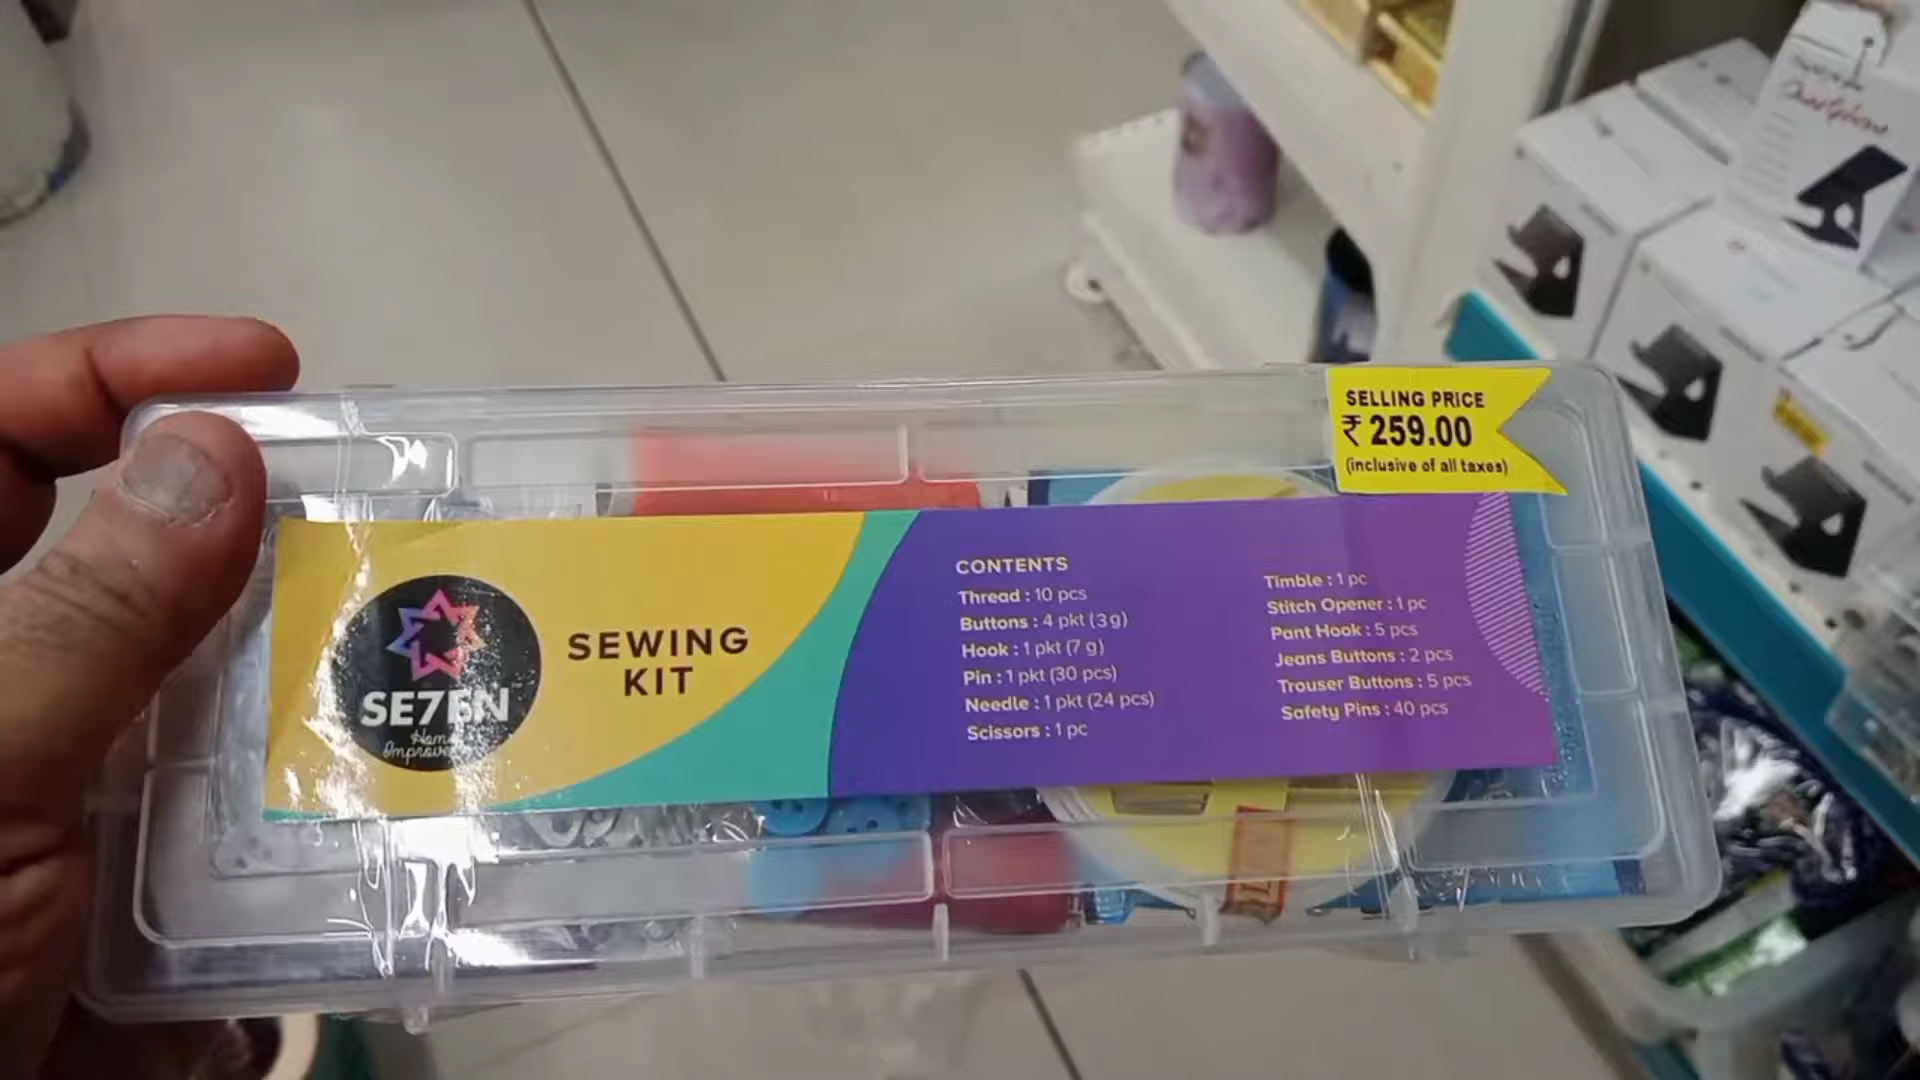 SELLING PRICE
₹ 259.00
(inclusive of all taxes)
SE7EN
Home
SEWING
KIT
CONTENTS
Thread : 10 pcs
Buttons : 4 pkt (3 g)
Hook : 1 pkt (7 g)
Pin : 1 pkt (30 pcs)
Needle : 1 pkt (24 pcs)
Scissors : 1 pc
Timble : 1 pc
Stitch Opener : 1 pc
Pant Hook : 5 pcs
Jeans Buttons : 2 pcs
Trouser Buttons : 5 pcs
Safety Pins : 40 pcs